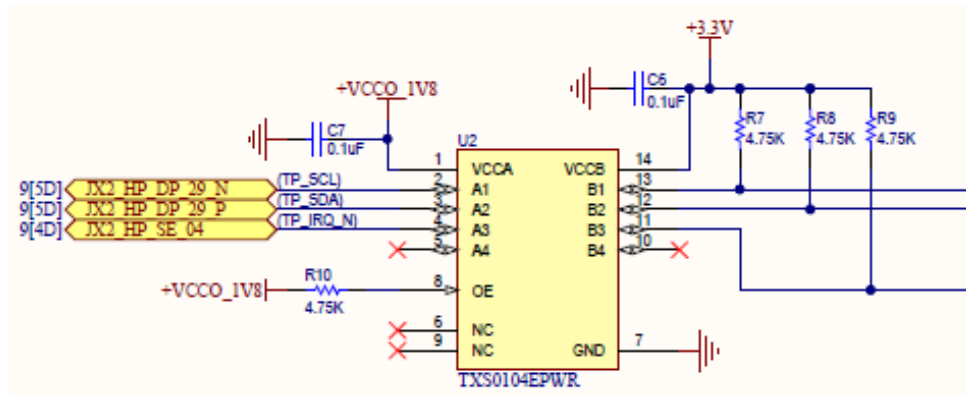 +3.3V
C6
0.1uF
+VCCO_1V8
R7
4.75K
R8
4.75K
R9
4.75K
C7
0.1uF
U2
1 VCCA VCCB 14
9[5D] JX2_HP_DP_29_N (TP_SCL) 2 A1 B1 13
9[5D] JX2_HP_DP_29_P (TP_SDA) 3 A2 B2 12
9[4D] JX2_HP_SE_04 (TP_IRQ_N) 4 A3 B3 11
5 A4 B4 10
R10
+VCCO_1V8 8 OE
4.75K
6 NC
9 NC GND 7
TXS0104EPWR